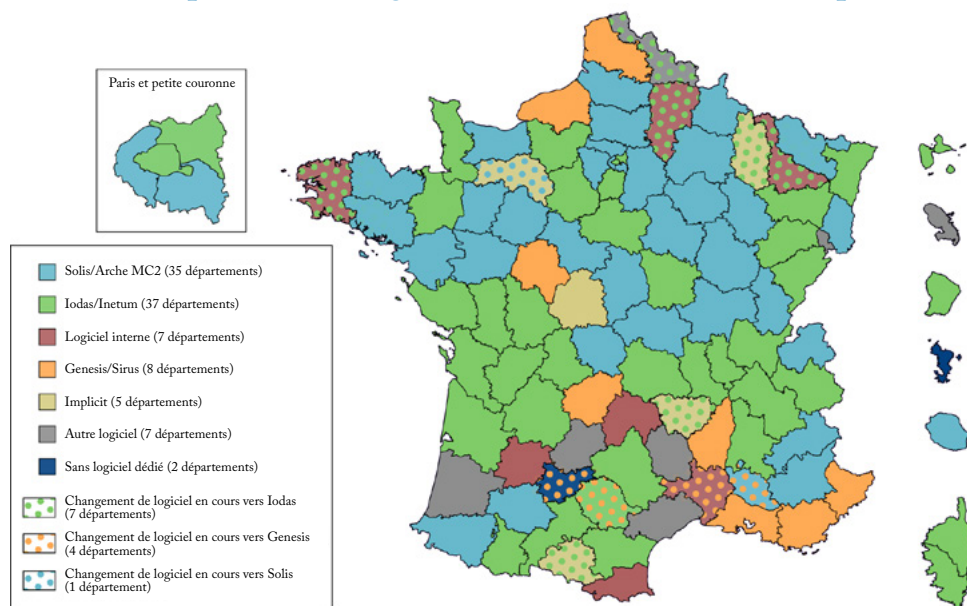 Paris et petite couronne
Solis/Arche MC2 (35 départements)
Iodas/Inetum (37 départements)
Logiciel interne (7 départements)
Genesis/Sirus (8 départements)
Implicit (5 départements)
Autre logiciel (7 départements)
Sans logiciel dédié (2 départements)
Changement de logiciel en cours vers Iodas
(7 départements)
Changement de logiciel en cours vers Genesis
(4 départements)
Changement de logiciel en cours vers Solis
(1 département)